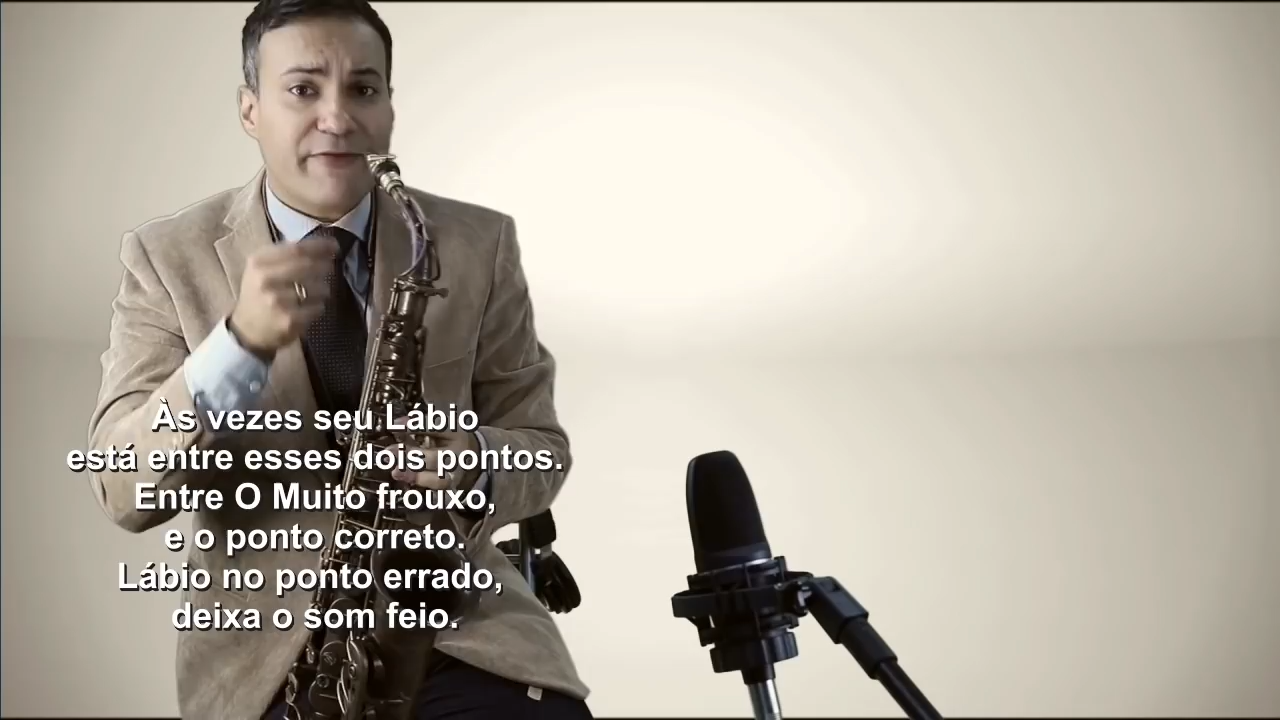 Às vezes seu Lábio
está entre esses dois pontos.
Entre O Muito frouxo,
e o ponto correto.
Lábio no ponto errado,
deixa o som feio.